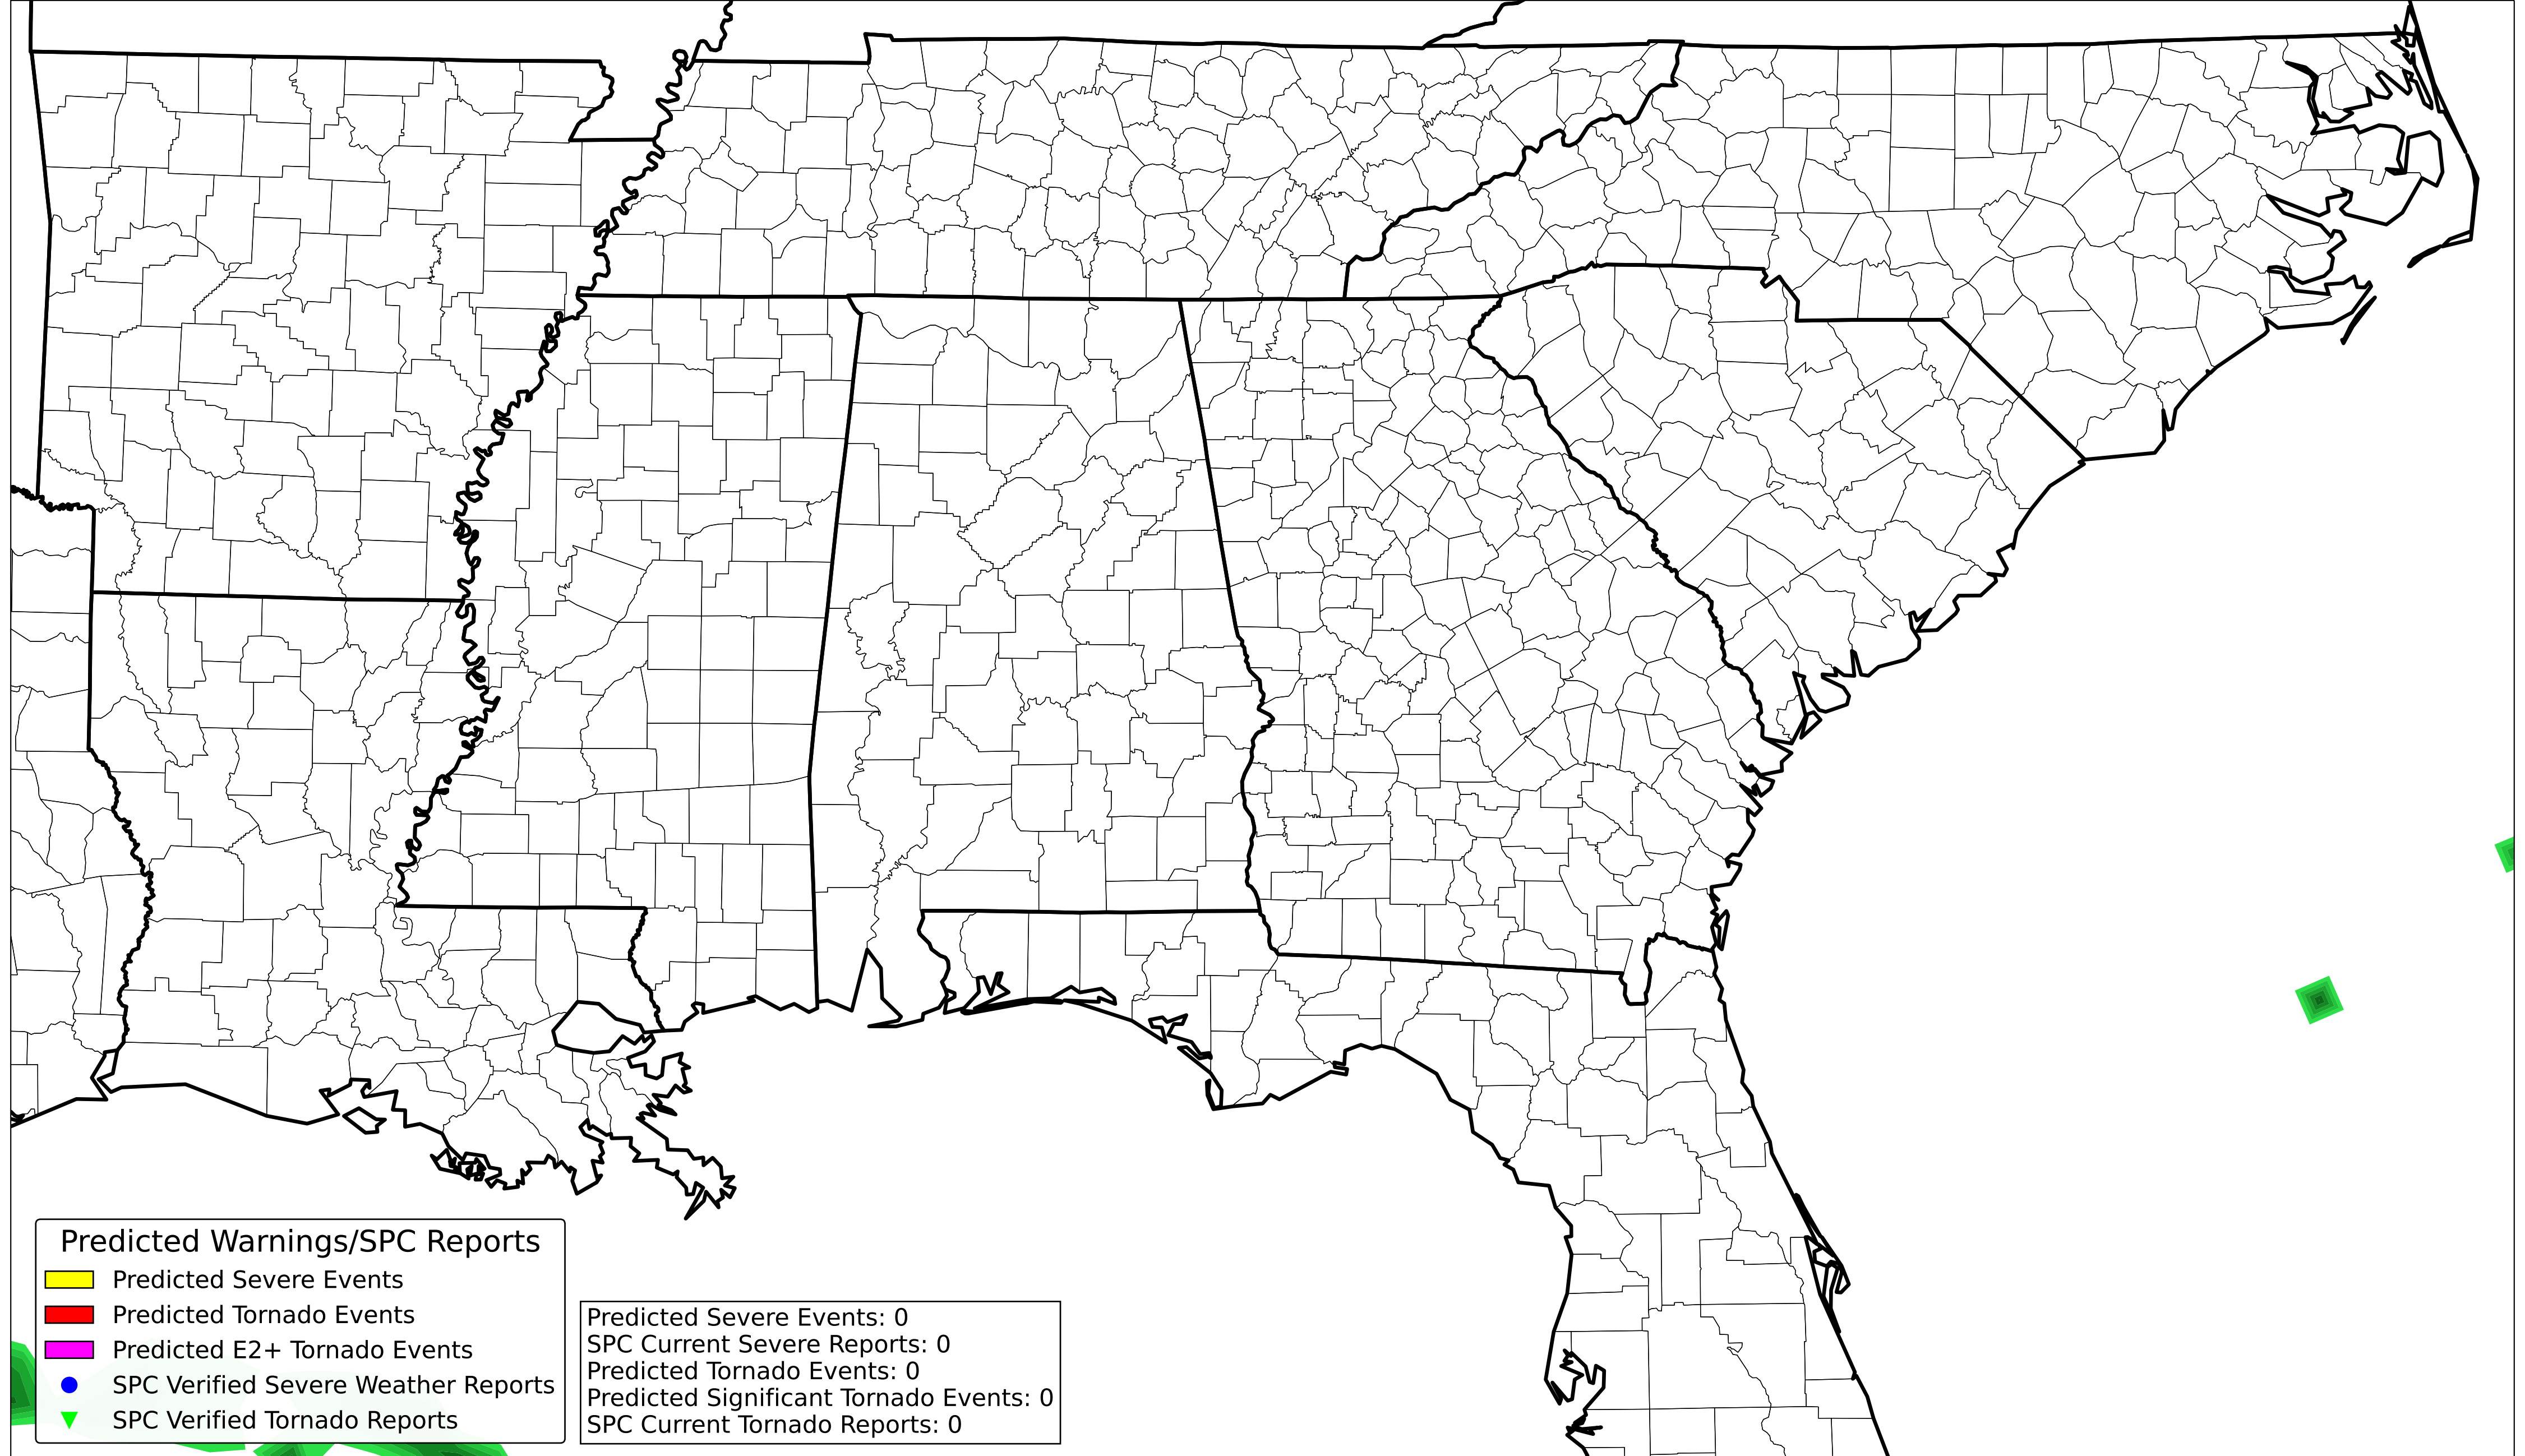 Predicted Warnings/SPC Reports
Predicted Severe Events
Predicted Tornado Events
Predicted E2+ Tornado Events
SPC Verified Severe Weather Reports
SPC Verified Tornado Reports
Predicted Severe Events: 0
SPC Current Severe Reports: 0
Predicted Tornado Events: 0
Predicted Significant Tornado Events: 0
SPC Current Tornado Reports: 0